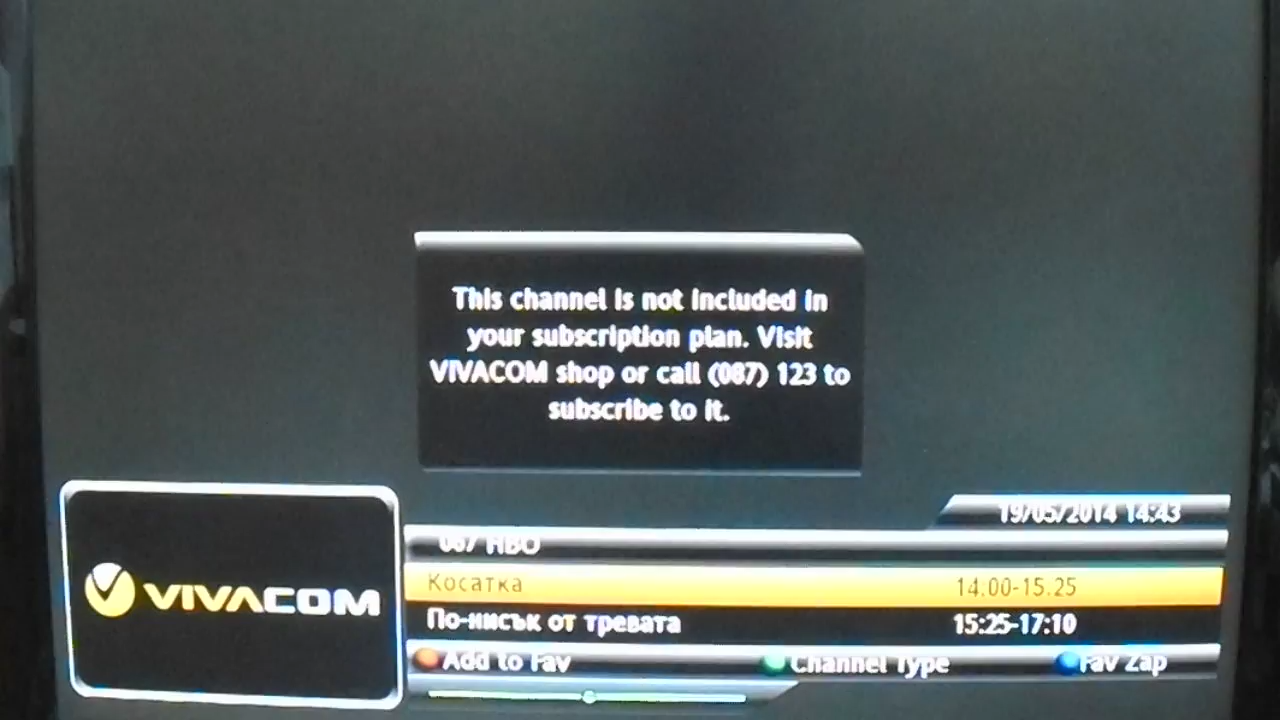 This channel is not included in
your subscription plan. Visit
VIVACOM shop or call (087) 123 to
subscribe to it.
19/05/2014 14:43
067 HBO
VIVACOM
Косатка 14.00-15.25
По-нисък от тревата 15:25-17:10
Add to Fav Channel Type Fav Zap